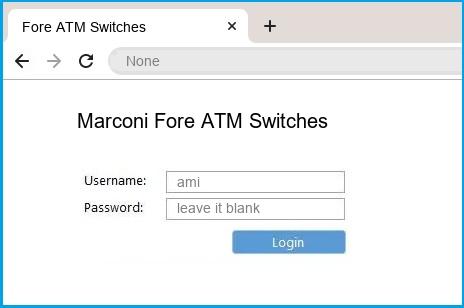 Fore ATM Switches
None
Marconi Fore ATM Switches
Username: ami
Password: leave it blank
Login